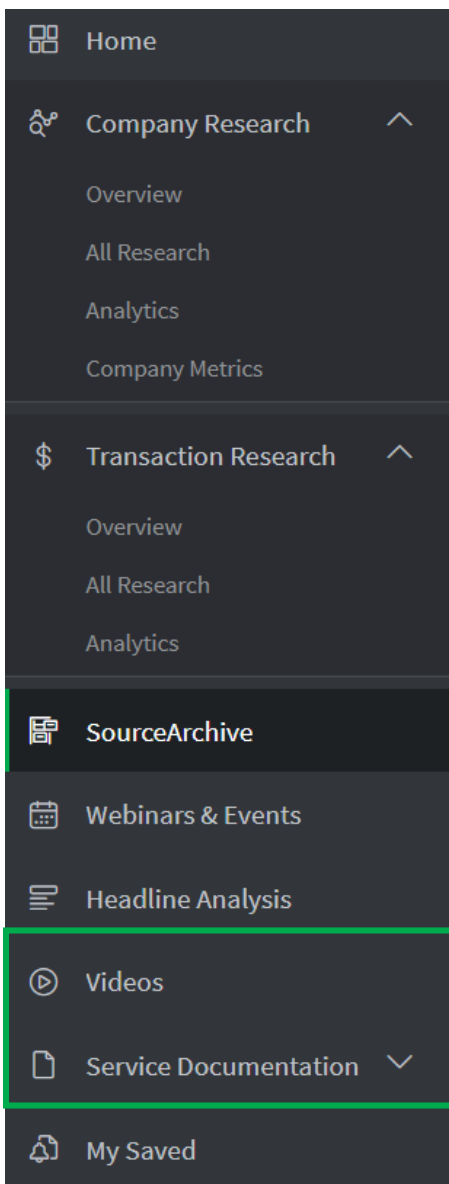 Home
Company Research
Overview
All Research
Analytics
Company Metrics
$ Transaction Research
Overview
All Research
Analytics
SourceArchive
Webinars & Events
Headline Analysis
Videos
Service Documentation
My Saved